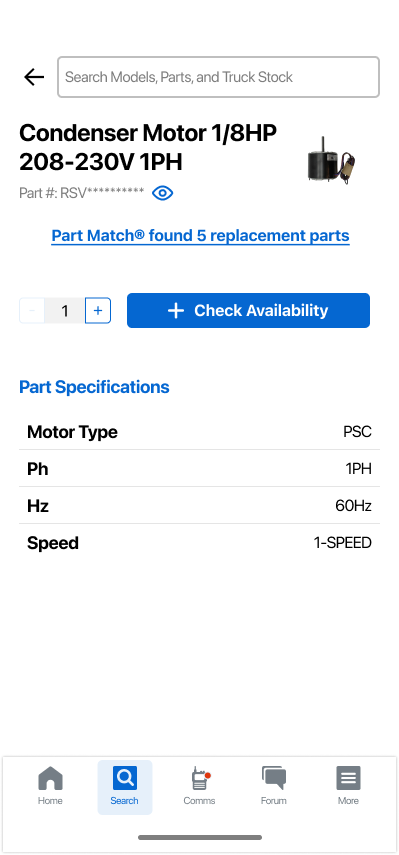 Search Models, Parts, and Truck Stock
Condenser Motor 1/8HP
208-230V 1PH
Part #: RSV**********
Part Match® found 5 replacement parts
- 1 + + Check Availability
Part Specifications
Motor Type PSC
Ph 1PH
Hz 60Hz
Speed 1-SPEED
Home Search Comms Forum More